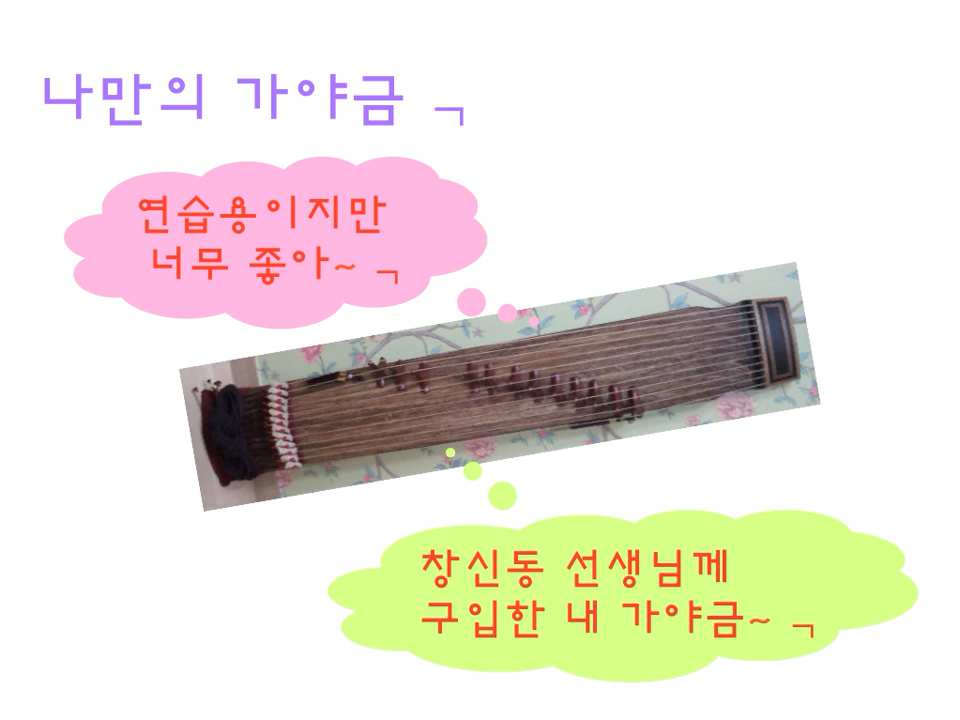 나만의 가야금 ㄱ
연습용이지만
너무 좋아~ ㄱ
창신동 선생님께
구입한 내 가야금~ ㄱ